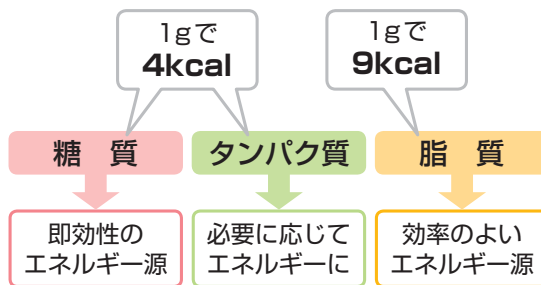 1gで
4kcal
1gで
9kcal
糖　質
タンパク質
脂　質
即効性の
エネルギー源
必要に応じて
エネルギーに
効率のよい
エネルギー源